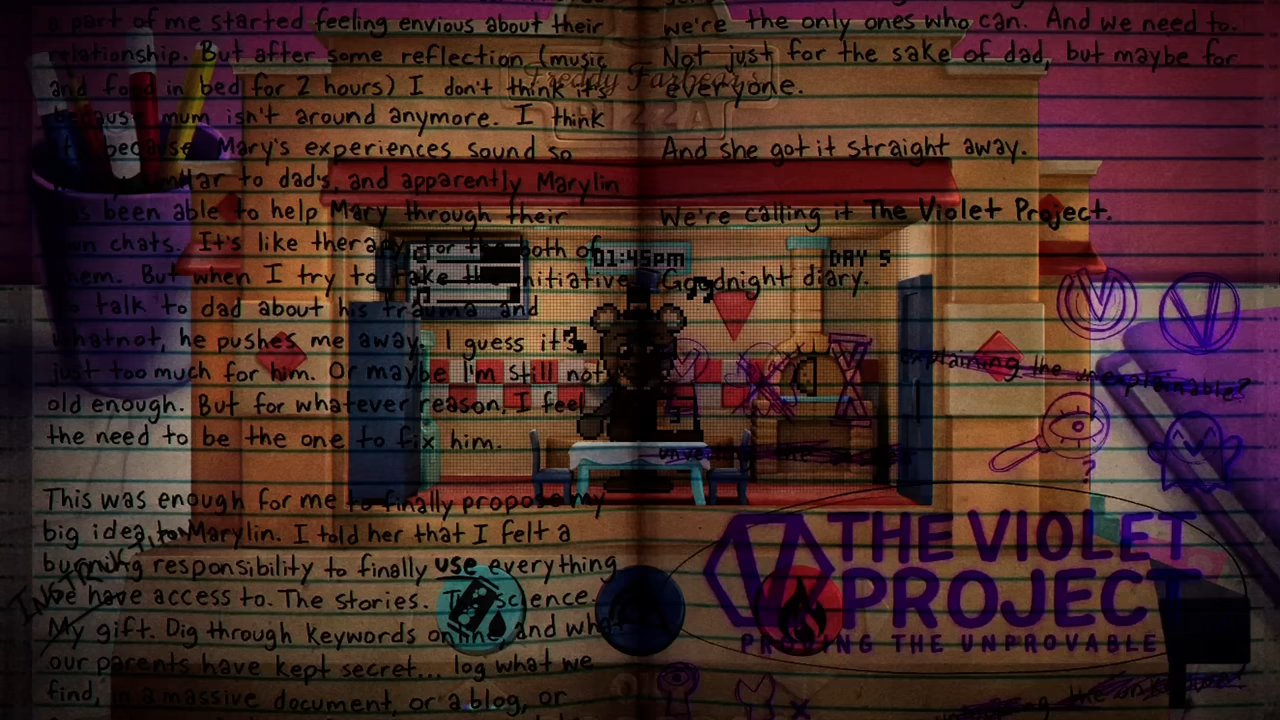 a part of me started feeling envious about their
relationship. But after some reflection (music
and food in bed for 2 hours) I don't think it's
because mum isn't around anymore. I think
because Mary's experiences sound so
to dad's, and apparently Marylin
been able to help Mary through their
own chats. It's like therapy for the both of
them. But when I try to take the initiative
to talk to dad about his trauma and
whatnot, he pushes me away. I guess it's
just too much for him. Or maybe I'm still not
old enough. But for whatever reason, I feel
the need to be the one to fix him.
This was enough for me to finally propose my
big idea to Marylin. I told her that I felt a
burning responsibility to finally use everything
we have access to. The stories. The science.
My gift. Dig through keywords online and what
our parents have kept secret... log what we
find, in a massive document, or a blog, or
we're the only ones who can. And we need to.
Not just for the sake of dad, but maybe for
everyone.
And she got it straight away.
We're calling it The Violet Project.
Goodnight diary.
explaining the unexplainable?
THE VIOLET
PROJECT
PROVING THE UNPROVABLE
Freddy Fazbear's
PIZZA
01:45pm
DAY 5